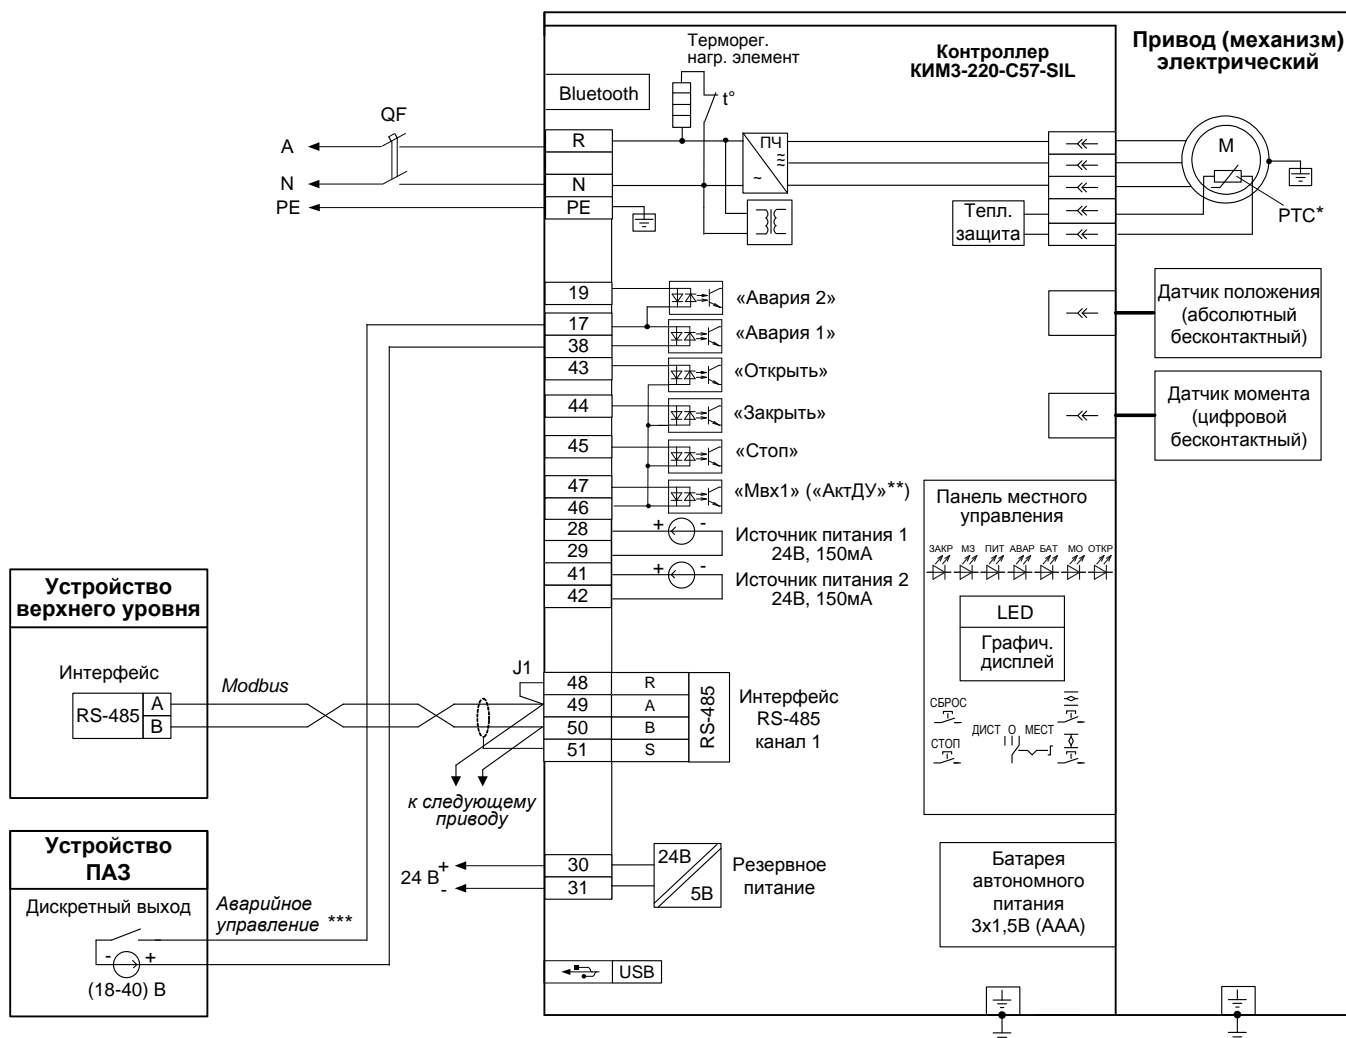 Терморег.
нагр. элемент
Контроллер
КИМ3-220-С57-SIL
Привод (механизм)
электрический
Bluetooth
t°
QF
A
R
ПЧ
≈
~
M
N
N
PE
PE
Тепл.
защита
PTC*
19
«Авария 2»
17
«Авария 1»
38
43
«Открыть»
44
«Закрыть»
45
«Стоп»
47
«Мвх1» («АктДУ»**)
46
28
+ -
Источник питания 1
24В, 150мА
29
41
+ -
Источник питания 2
24В, 150мА
42
Датчик положения
(абсолютный
бесконтактный)
Датчик момента
(цифровой
бесконтактный)
Панель местного
управления
ЗАКР МЗ ПИТ АВАР БАТ МО ОТКР
LED
Графич.
дисплей
СБРОС
СТОП
ДИСТ О МЕСТ
Устройство
верхнего уровня
Интерфейс
RS-485
A
B
Modbus
J1
48 R
49 A
50 B
51 S
RS-485
Интерфейс
RS-485
канал 1
к следующему
приводу
Устройство
ПАЗ
Дискретный выход
- +
(18-40) В
Аварийное
управление ***
24 В
+
-
30
31
24В
5В
Резервное
питание
Батарея
автономного
питания
3х1,5В (ААА)
USB